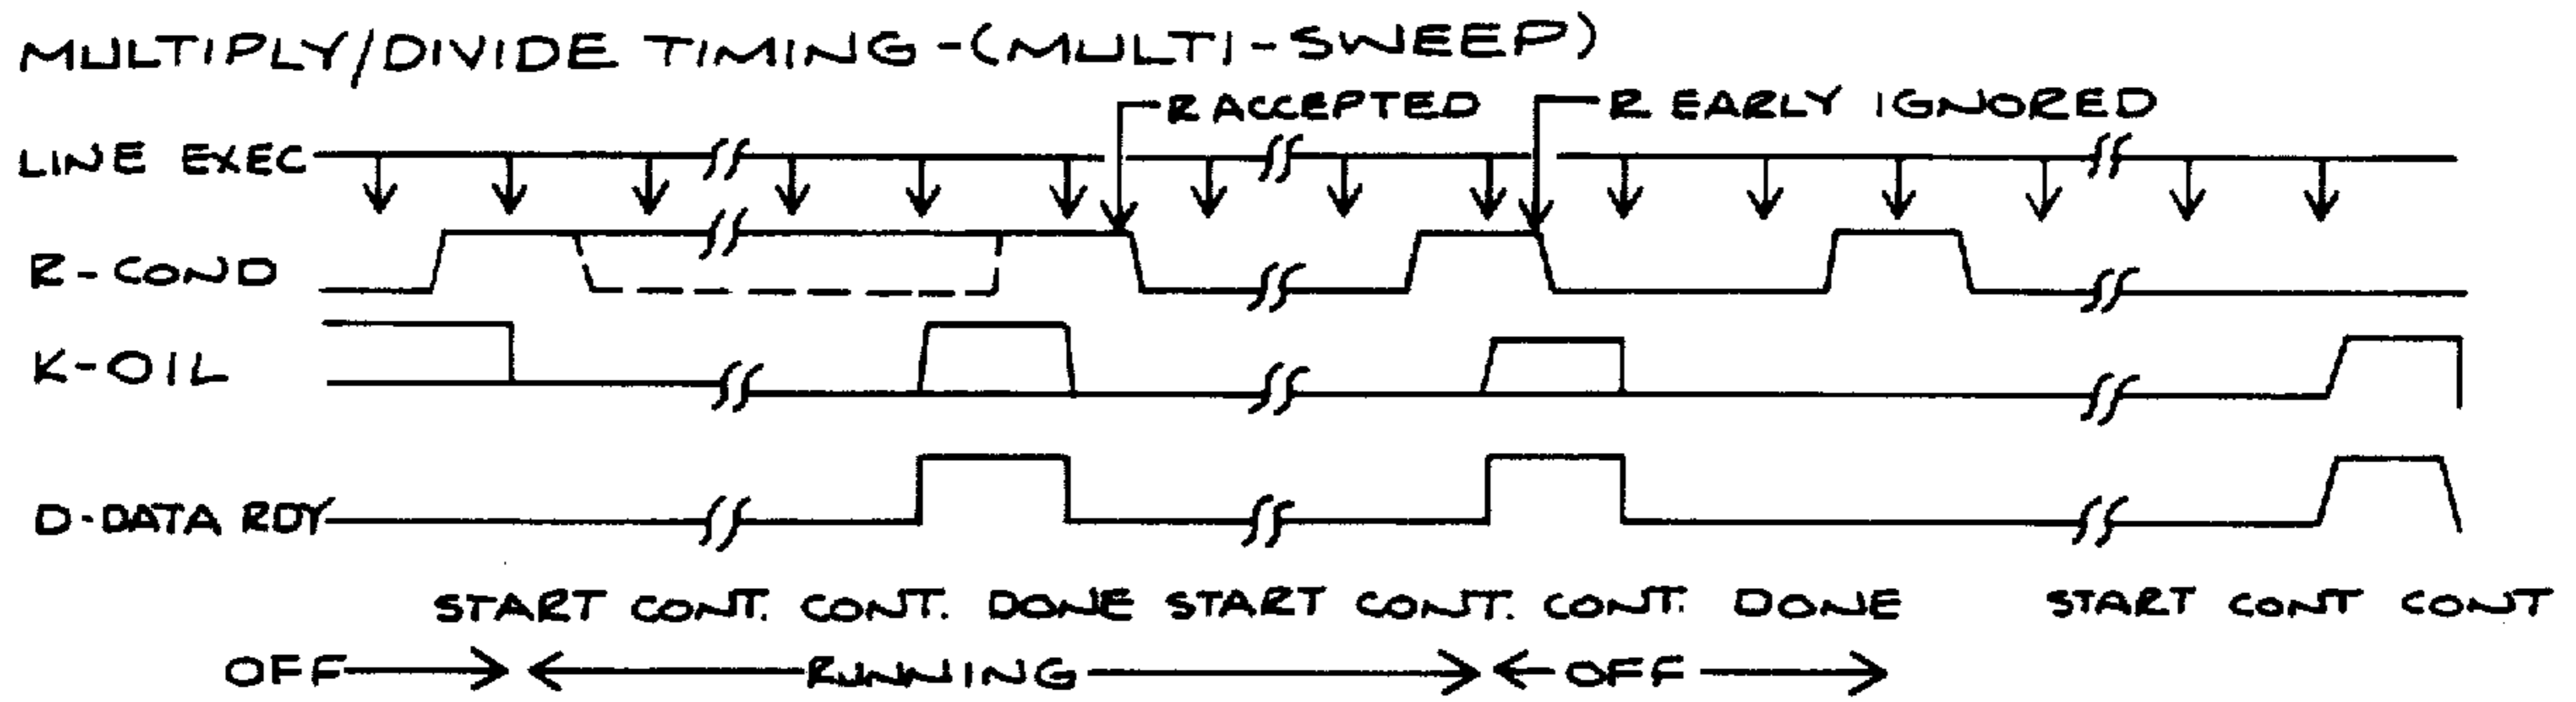 MULTIPLY/DIVIDE TIMING-(MULTI-SWEEP)
R ACCEPTED R EARLY IGNORED
LINE EXEC
R-COND
K-OIL
D-DATA RDY
START CONT. CONT. DONE START CONT. CONT. DONE START CONT CONT
OFF RUNNING OFF